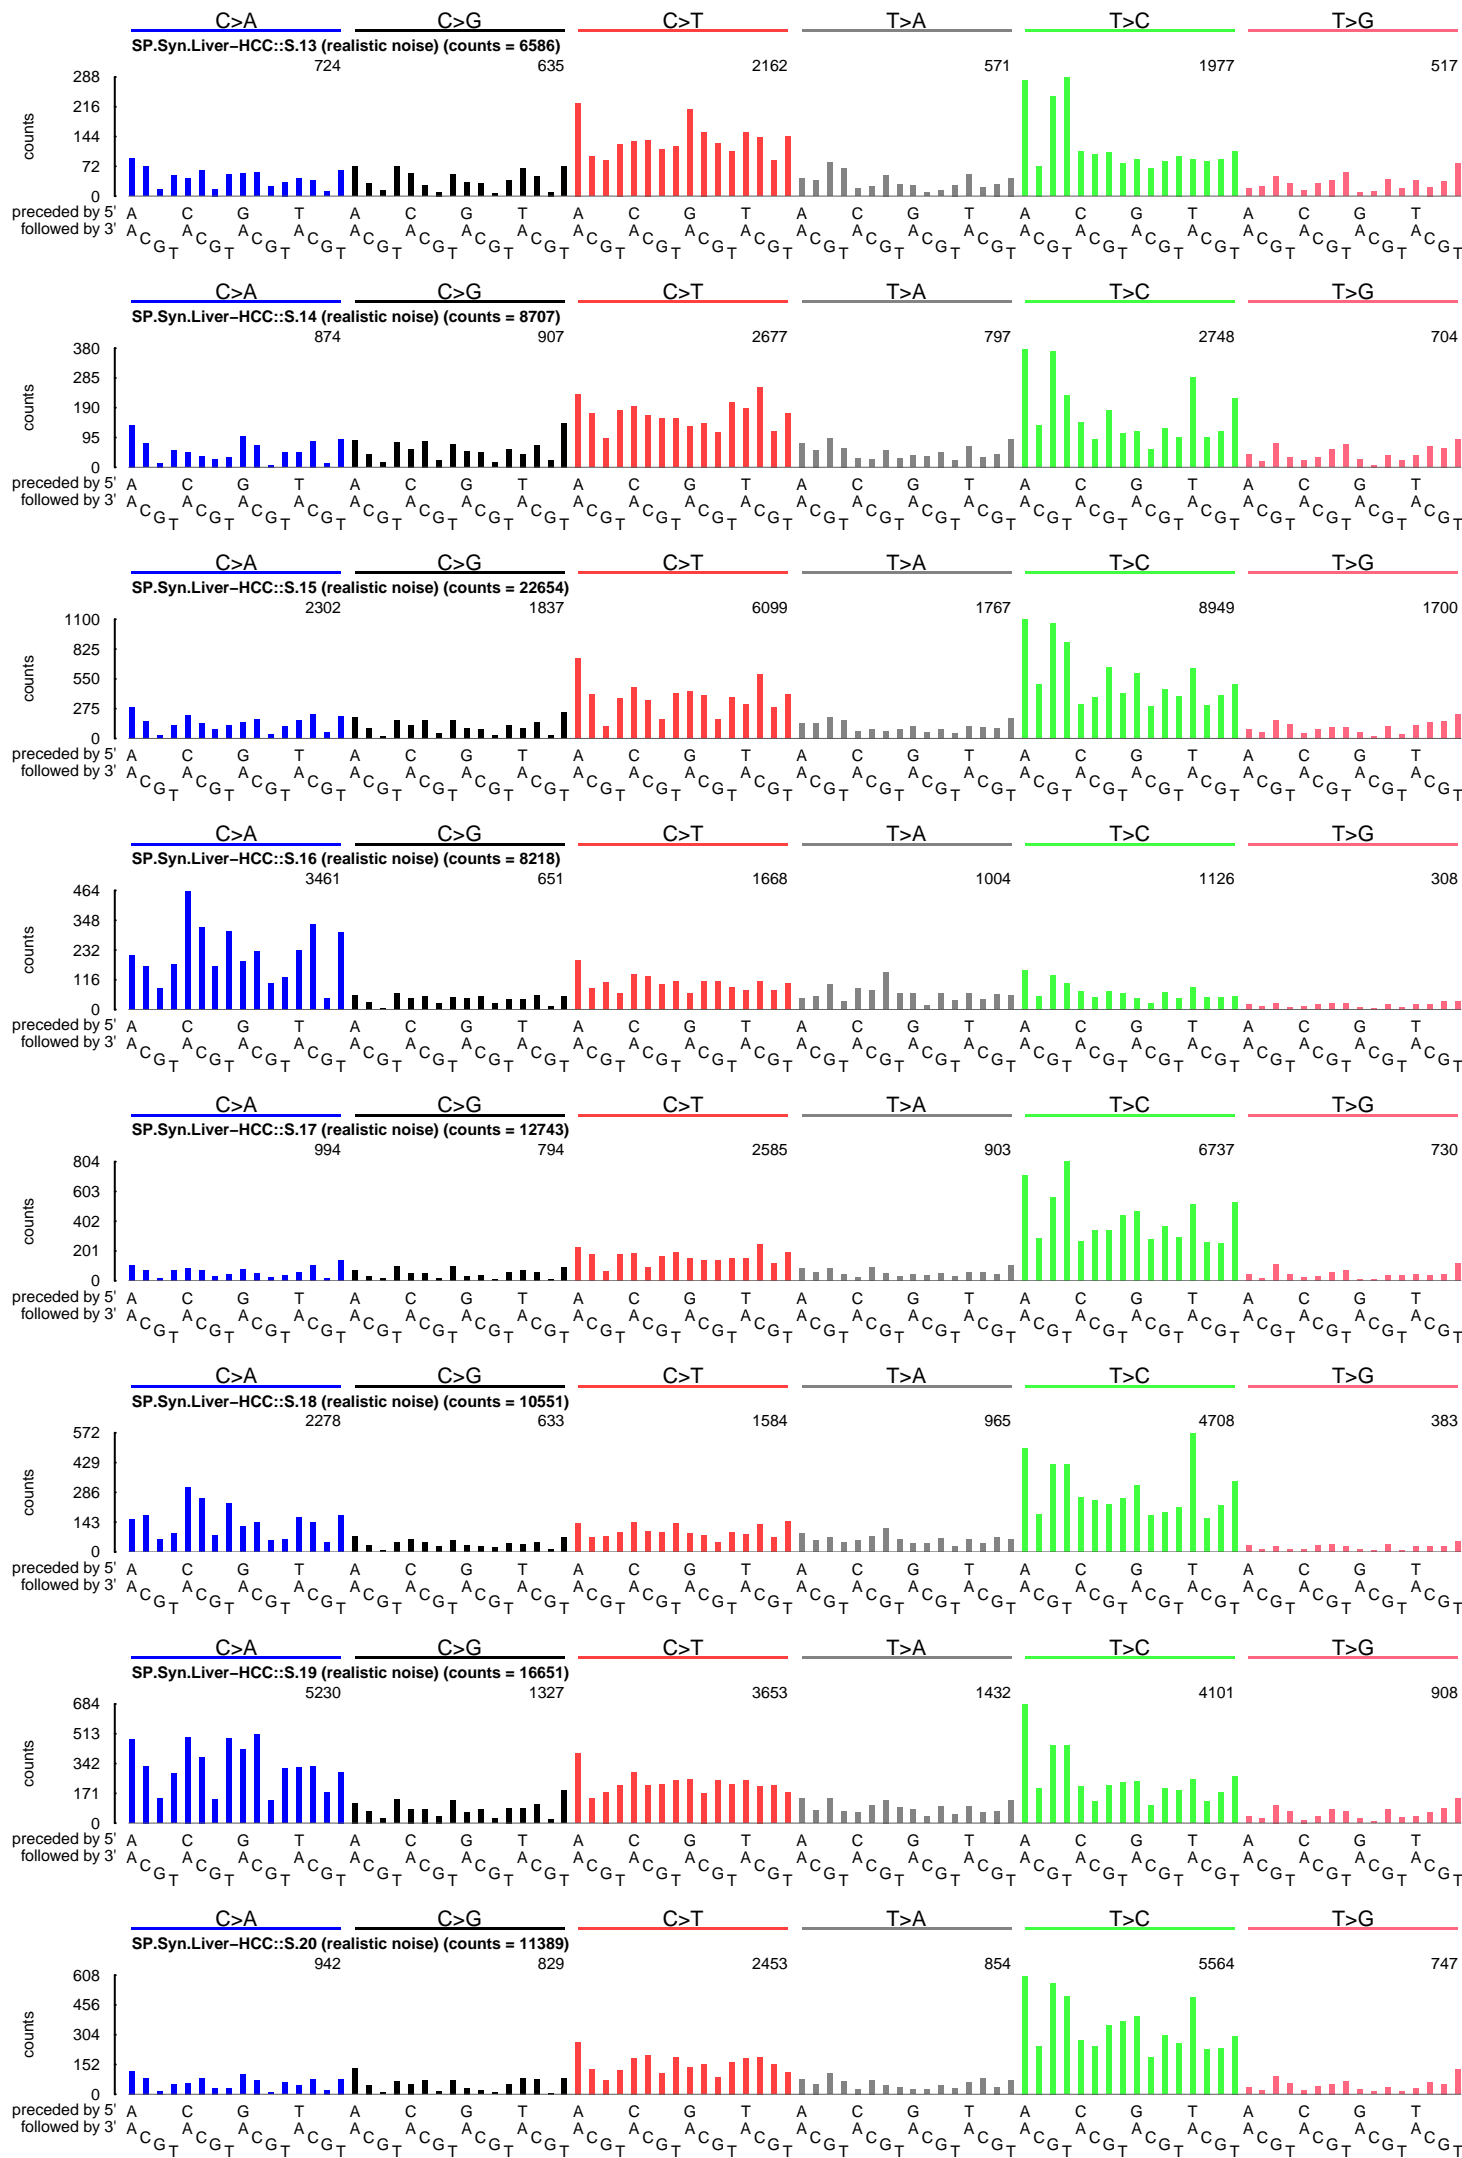 C>A C>G C>T T>A T>C T>G
SP.Syn.Liver−HCC::S.13 (realistic noise) (counts = 6586)
724 635 2162 571 1977 517
288
216
144
72
0
counts
preceded by 5' A C G T A C G T A C G T A C G T A C G T A C G T
followed by 3' A C G T A C G T A C G T A C G T A C G T A C G T A C G T A C G T A C G T A C G T A C G T A C G T A C G T A C G T A C G T A C G T A C G T A C G T A C G T A C G T A C G T A C G T A C G T A C G T
C>A C>G C>T T>A T>C T>G
SP.Syn.Liver−HCC::S.14 (realistic noise) (counts = 8707)
874 907 2677 797 2748 704
380
285
190
95
0
counts
preceded by 5' A C G T A C G T A C G T A C G T A C G T A C G T
followed by 3' A C G T A C G T A C G T A C G T A C G T A C G T A C G T A C G T A C G T A C G T A C G T A C G T A C G T A C G T A C G T A C G T A C G T A C G T A C G T A C G T A C G T A C G T A C G T A C G T
C>A C>G C>T T>A T>C T>G
SP.Syn.Liver−HCC::S.15 (realistic noise) (counts = 22654)
2302 1837 6099 1767 8949 1700
1100
825
550
275
0
counts
preceded by 5' A C G T A C G T A C G T A C G T A C G T A C G T
followed by 3' A C G T A C G T A C G T A C G T A C G T A C G T A C G T A C G T A C G T A C G T A C G T A C G T A C G T A C G T A C G T A C G T A C G T A C G T A C G T A C G T A C G T A C G T A C G T A C G T
C>A C>G C>T T>A T>C T>G
SP.Syn.Liver−HCC::S.16 (realistic noise) (counts = 8218)
3461 651 1668 1004 1126 308
464
348
232
116
0
counts
preceded by 5' A C G T A C G T A C G T A C G T A C G T A C G T
followed by 3' A C G T A C G T A C G T A C G T A C G T A C G T A C G T A C G T A C G T A C G T A C G T A C G T A C G T A C G T A C G T A C G T A C G T A C G T A C G T A C G T A C G T A C G T A C G T A C G T
C>A C>G C>T T>A T>C T>G
SP.Syn.Liver−HCC::S.17 (realistic noise) (counts = 12743)
994 794 2585 903 6737 730
804
603
402
201
0
counts
preceded by 5' A C G T A C G T A C G T A C G T A C G T A C G T
followed by 3' A C G T A C G T A C G T A C G T A C G T A C G T A C G T A C G T A C G T A C G T A C G T A C G T A C G T A C G T A C G T A C G T A C G T A C G T A C G T A C G T A C G T A C G T A C G T A C G T
C>A C>G C>T T>A T>C T>G
SP.Syn.Liver−HCC::S.18 (realistic noise) (counts = 10551)
2278 633 1584 965 4708 383
572
429
286
143
0
counts
preceded by 5' A C G T A C G T A C G T A C G T A C G T A C G T
followed by 3' A C G T A C G T A C G T A C G T A C G T A C G T A C G T A C G T A C G T A C G T A C G T A C G T A C G T A C G T A C G T A C G T A C G T A C G T A C G T A C G T A C G T A C G T A C G T A C G T
C>A C>G C>T T>A T>C T>G
SP.Syn.Liver−HCC::S.19 (realistic noise) (counts = 16651)
5230 1327 3653 1432 4101 908
684
513
342
171
0
counts
preceded by 5' A C G T A C G T A C G T A C G T A C G T A C G T
followed by 3' A C G T A C G T A C G T A C G T A C G T A C G T A C G T A C G T A C G T A C G T A C G T A C G T A C G T A C G T A C G T A C G T A C G T A C G T A C G T A C G T A C G T A C G T A C G T A C G T
C>A C>G C>T T>A T>C T>G
SP.Syn.Liver−HCC::S.20 (realistic noise) (counts = 11389)
942 829 2453 854 5564 747
608
456
304
152
0
counts
preceded by 5' A C G T A C G T A C G T A C G T A C G T A C G T
followed by 3' A C G T A C G T A C G T A C G T A C G T A C G T A C G T A C G T A C G T A C G T A C G T A C G T A C G T A C G T A C G T A C G T A C G T A C G T A C G T A C G T A C G T A C G T A C G T A C G T